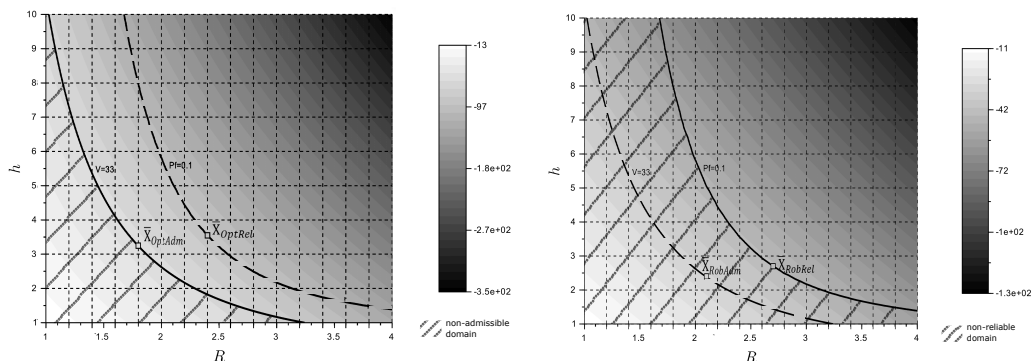 10
9
8
7
6
5
4
3
2
1
h
1
1.5
2
2.5
3
3.5
4
R
V=33
Pf=0.1
X̅OptAdm
X̅OptRel
-13
-97
-1.8e+02
-2.7e+02
-3.5e+02
non-admissible
domain
10
9
8
7
6
5
4
3
2
1
h
1
1.5
2
2.5
3
3.5
4
R
V=33
Pf=0.1
X̅RobAdm
X̅RobRel
-11
-42
-72
-1e+02
-1.3e+02
non-reliable
domain